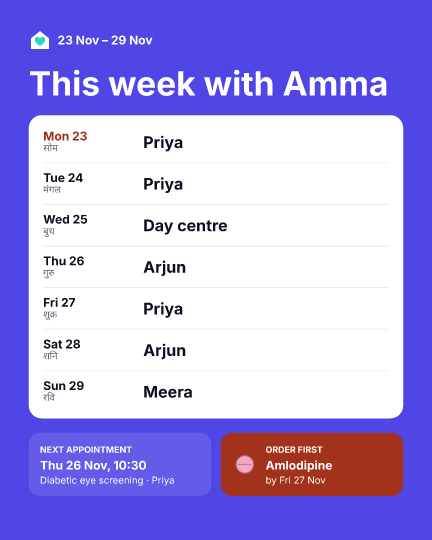 23 Nov – 29 Nov
This week with Amma
Mon 23
सोम
Priya
Tue 24
मंगल
Priya
Wed 25
बुध
Day centre
Thu 26
गुरु
Arjun
Fri 27
शुक्र
Priya
Sat 28
शनि
Arjun
Sun 29
रवि
Meera
NEXT APPOINTMENT
Thu 26 Nov, 10:30
Diabetic eye screening · Priya
ORDER FIRST
Amlodipine
by Fri 27 Nov